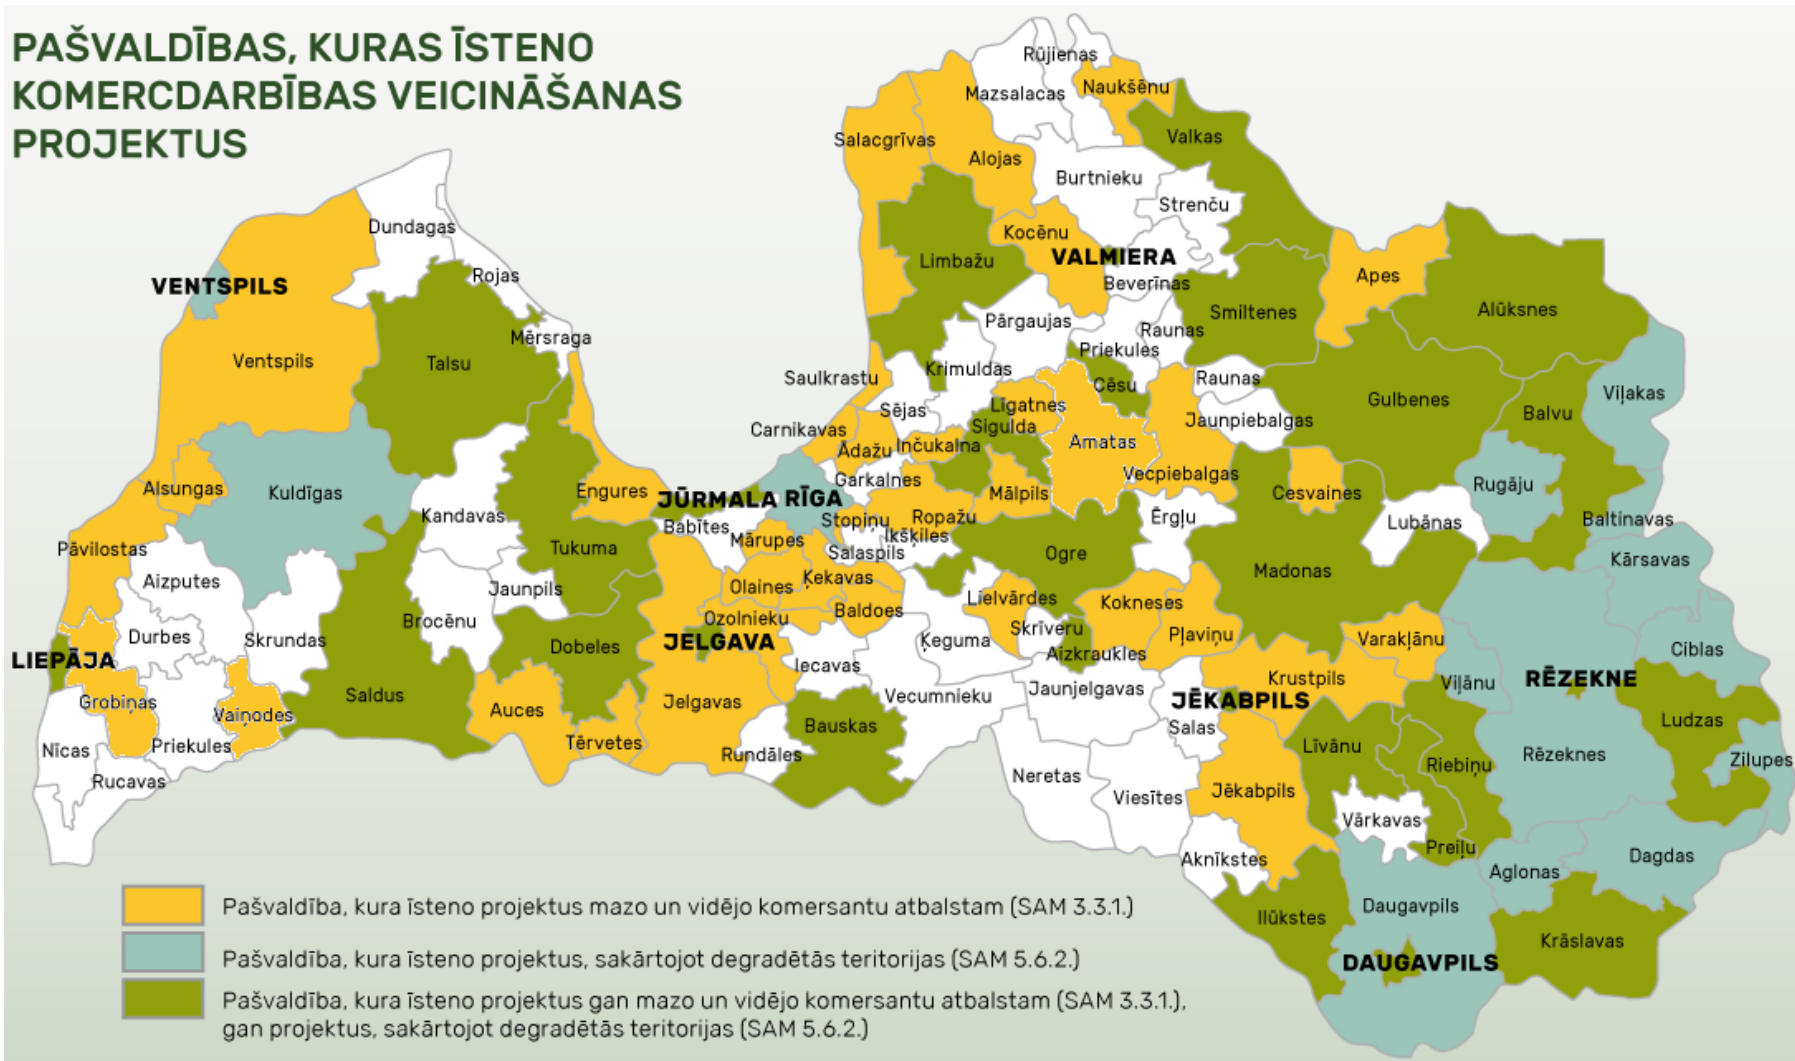 PAŠVALDĪBAS, KURAS ĪSTENO
KOMERCDARBĪBAS VEICINĀŠANAS
PROJEKTUS
Rūjienas
Mazsalacas
Naukšēnu
Salacgrīvas
Alojas
Valkas
Burtnieku
Strenču
Dundagas
Kocēnu
Limbažu
VALMIERA
Rojas
Beverīnas
Apes
VENTSPILS
Smiltenes
Alūksnes
Pārgaujas
Raunas
Mērsraga
Priekules
Ventspils
Talsu
Krimuldas
Saulkrastu
Cēsu
Raunas
Viļakas
Gulbenes
Balvu
Līgatnes
Sējas
Sigulda
Jaunpiebalgas
Carnikavas
Ādažu
Inčukalna
Amatas
Vecpiebalgas
Garkalnes
Alsungas
Kuldīgas
Engures
JŪRMALA
RĪGA
Mālpils
Cesvaines
Rugāju
Kandavas
Babītes
Stopiņu
Ropažu
Ērgļu
Lubānas
Baltinavas
Mārupes
Ikšķiles
Pāvilostas
Tukuma
Salaspils
Ogre
Kārsavas
Aizputes
Jaunpils
Olaines
Ķekavas
Madonas
Brocēnu
Ozolnieku
Baldoes
Lielvārdes
Kokneses
Durbes
Skrundas
Dobeles
JELGAVA
Ķeguma
Skrīveru
Pļaviņu
Varakļānu
LIEPĀJA
Iecavas
Aizkraukles
Ciblas
Grobiņas
Saldus
Jelgavas
Vecumnieku
Jaunjelgavas
Krustpils
Viļānu
RĒZEKNE
Vaiņodes
Auces
Bauskas
JĒKABPILS
Ludzas
Nīcas
Priekules
Tērvetes
Rundāles
Salas
Līvānu
Rēzeknes
Zilupes
Rucavas
Neretas
Riebiņu
Viesītes
Jēkabpils
Vārkavas
Preiļu
Aknīkstes
Aglonas
Dagdas
Ilūkstes
Daugavpils
Krāslavas
DAUGAVPILS
Pašvaldība, kura īsteno projektus mazo un vidējo komersantu atbalstam (SAM 3.3.1.)
Pašvaldība, kura īsteno projektus, sakārtojot degradētās teritorijas (SAM 5.6.2.)
Pašvaldība, kura īsteno projektus gan mazo un vidējo komersantu atbalstam (SAM 3.3.1.),
gan projektus, sakārtojot degradētās teritorijas (SAM 5.6.2.)